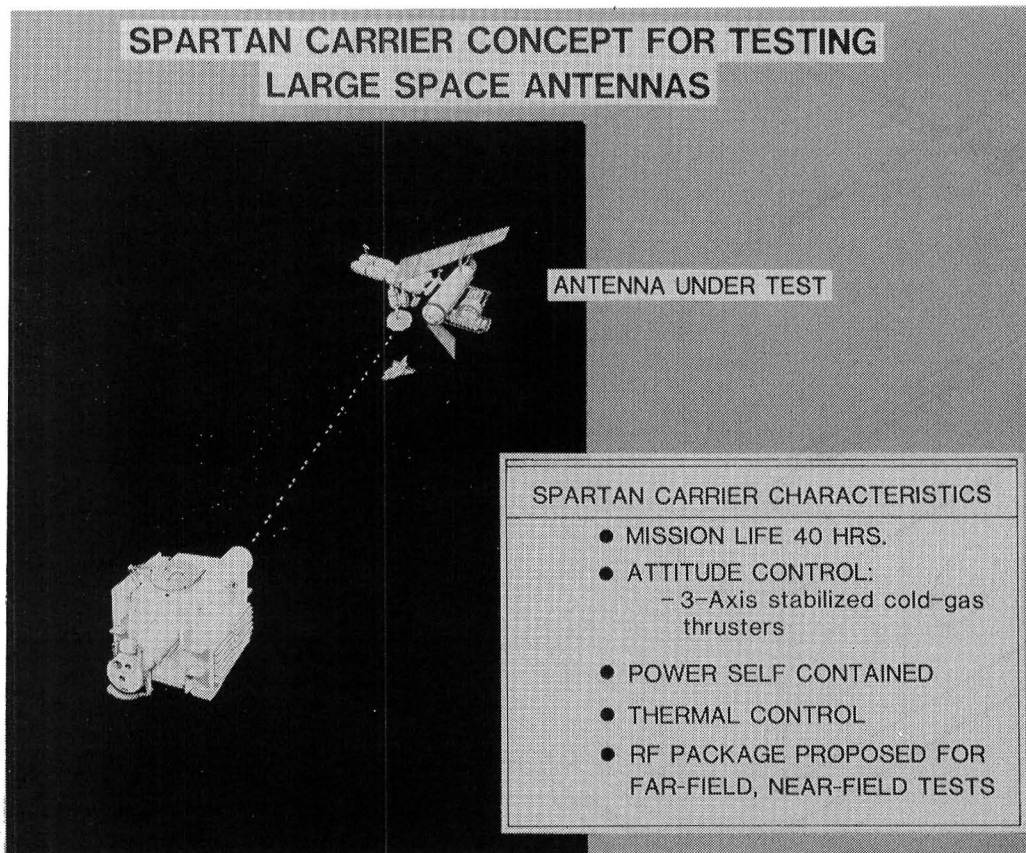 SPARTAN CARRIER CONCEPT FOR TESTING
LARGE SPACE ANTENNAS
ANTENNA UNDER TEST
SPARTAN CARRIER CHARACTERISTICS
● MISSION LIFE 40 HRS.
● ATTITUDE CONTROL:
– 3-Axis stabilized cold-gas
thrusters
● POWER SELF CONTAINED
● THERMAL CONTROL
● RF PACKAGE PROPOSED FOR
FAR-FIELD, NEAR-FIELD TESTS